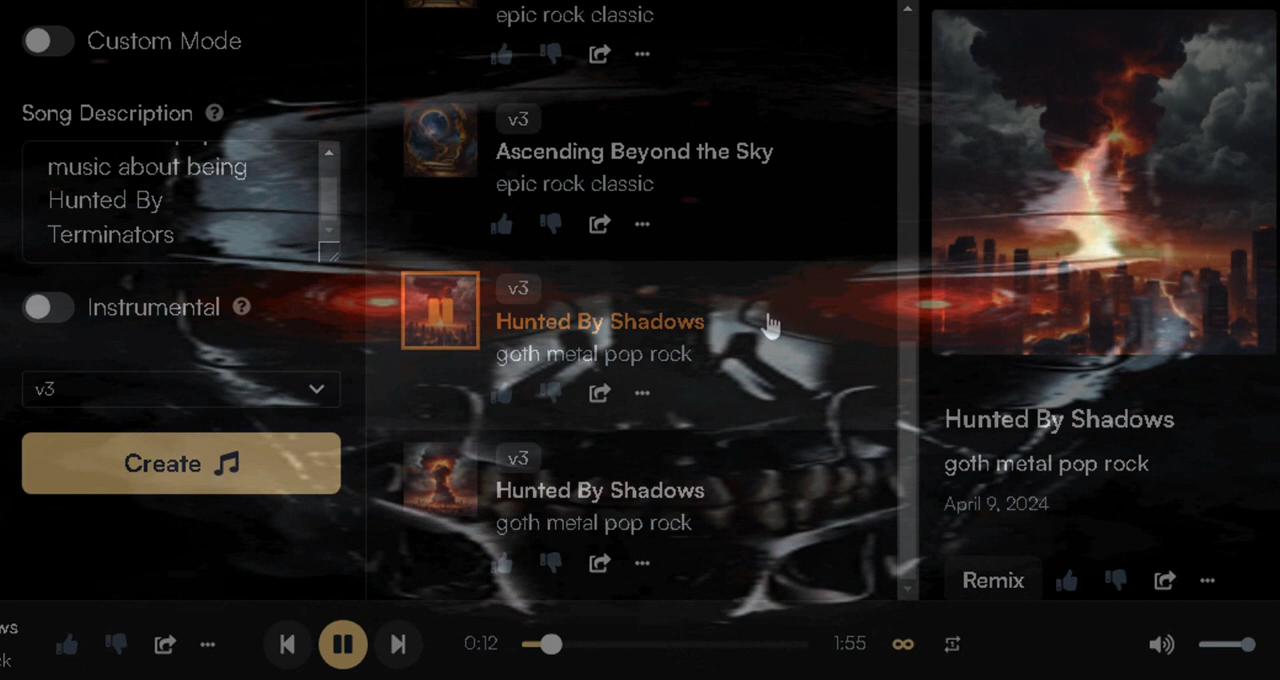 Custom Mode
Song Description
music about being
Hunted By
Terminators
Instrumental
v3
Create
epic rock classic
v3
Ascending Beyond the Sky
epic rock classic
v3
Hunted By Shadows
goth metal pop rock
v3
Hunted By Shadows
goth metal pop rock
Hunted By Shadows
goth metal pop rock
April 9, 2024
Remix
ws
ck
0:12
1:55